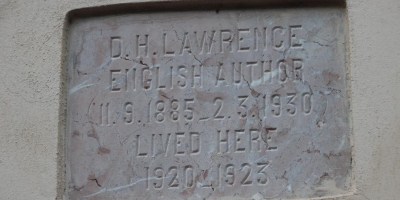 D.H. LAWRENCE
ENGLISH AUTHOR
11.9.1885_2.3.1930
LIVED HERE
1920_1923